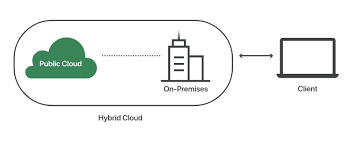 Public Cloud
On-Premises
Client
Hybrid Cloud